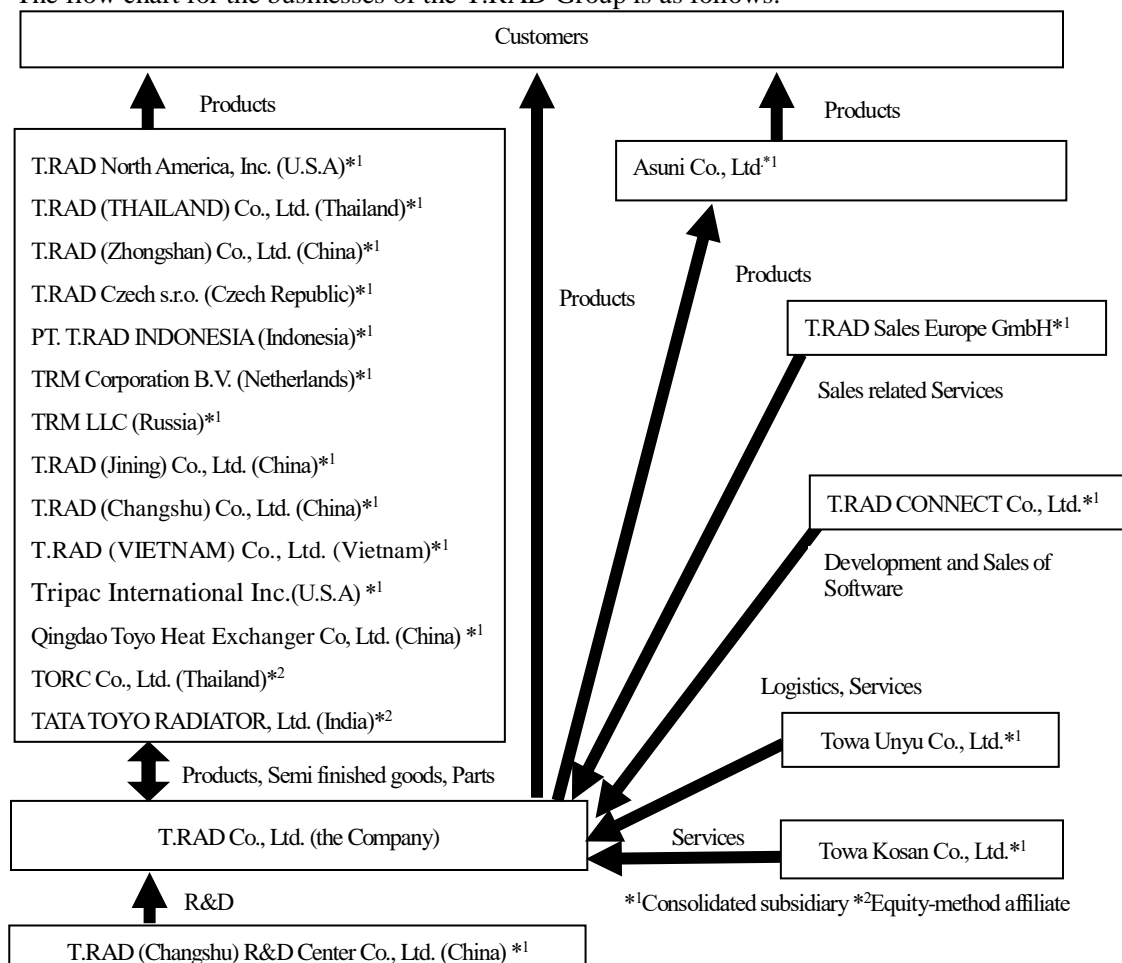 The flow chart for the businesses of the T.RAD Group is as follows:
Customers
Products
Products
T.RAD North America, Inc. (U.S.A)*1
T.RAD (THAILAND) Co., Ltd. (Thailand)*1
T.RAD (Zhongshan) Co., Ltd. (China)*1
T.RAD Czech s.r.o. (Czech Republic)*1
PT. T.RAD INDONESIA (Indonesia)*1
TRM Corporation B.V. (Netherlands)*1
TRM LLC (Russia)*1
T.RAD (Jining) Co., Ltd. (China)*1
T.RAD (Changshu) Co., Ltd. (China)*1
T.RAD (VIETNAM) Co., Ltd. (Vietnam)*1
Tripac International Inc.(U.S.A) *1
Qingdao Toyo Heat Exchanger Co, Ltd. (China) *1
TORC Co., Ltd. (Thailand)*2
TATA TOYO RADIATOR, Ltd. (India)*2
Asuni Co., Ltd.*1
Products
Products
T.RAD Sales Europe GmbH*1
Sales related Services
T.RAD CONNECT Co., Ltd.*1
Development and Sales of
Software
Logistics, Services
Towa Unyu Co., Ltd.*1
Products, Semi finished goods, Parts
T.RAD Co., Ltd. (the Company)
Services
Towa Kosan Co., Ltd.*1
R&D
*1Consolidated subsidiary *2Equity-method affiliate
T.RAD (Changshu) R&D Center Co., Ltd. (China) *1